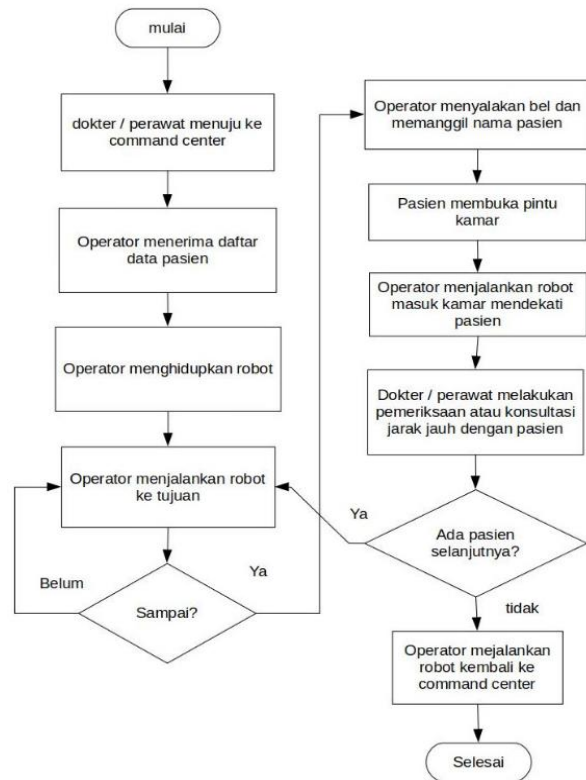 mulai
dokter / perawat menuju ke
command center
Operator menerima daftar
data pasien
Operator menghidupkan robot
Operator menjalankan robot
ke tujuan
Belum
Sampai?
Ya
Operator menyalakan bel dan
memanggil nama pasien
Pasien membuka pintu
kamar
Operator menjalankan robot
masuk kamar mendekati
pasien
Dokter / perawat melakukan
pemeriksaan atau konsultasi
jarak jauh dengan pasien
Ya
Ada pasien
selanjutnya?
tidak
Operator mejalankan
robot kembali ke
command center
Selesai